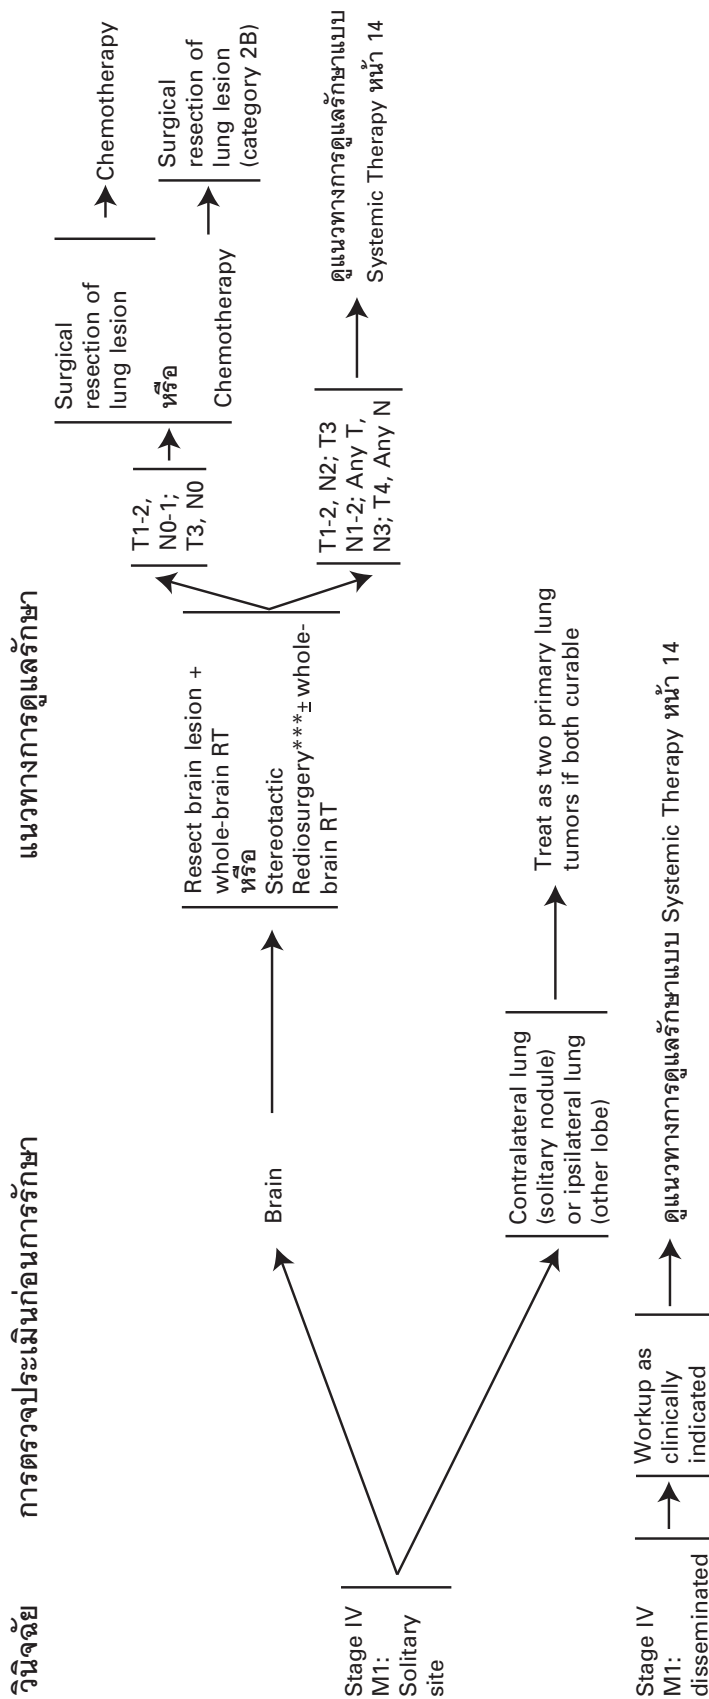 วินิจฉัย
การตรวจประเมินก่อนการรักษา
แนวทางการดูแลรักษา
Stage IV
M1:
Solitary
site
Brain
Resect brain lesion +
whole-brain RT
หรือ
Stereotactic
Rediosurgery***± whole-
brain RT
T1-2,
N0-1;
T3, N0
Surgical
resection of
lung lesion
หรือ
Chemotherapy
Chemotherapy
Surgical
resection of
lung lesion
(category 2B)
T1-2, N2; T3
N1-2; Any T,
N3; T4, Any N
ดูแนวทางการดูแลรักษาแบบ
Systemic Therapy หน้า 14
Contralateral lung
(solitary nodule)
or ipsilateral lung
(other lobe)
Treat as two primary lung
tumors if both curable
Stage IV
M1:
disseminated
Workup as
clinically
indicated
ดูแนวทางการดูแลรักษาแบบ Systemic Therapy หน้า 14